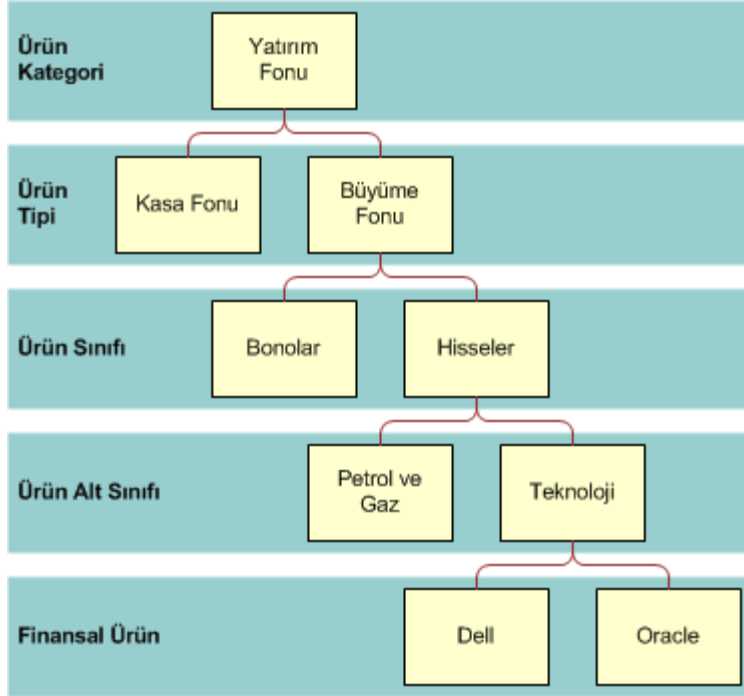 Ürün
Kategori
Yatırım
Fonu
Ürün
Tipi
Kasa Fonu
Büyüme
Fonu
Ürün Sınıfı
Bonolar
Hisseler
Ürün Alt Sınıfı
Petrol ve
Gaz
Teknoloji
Finansal Ürün
Dell
Oracle